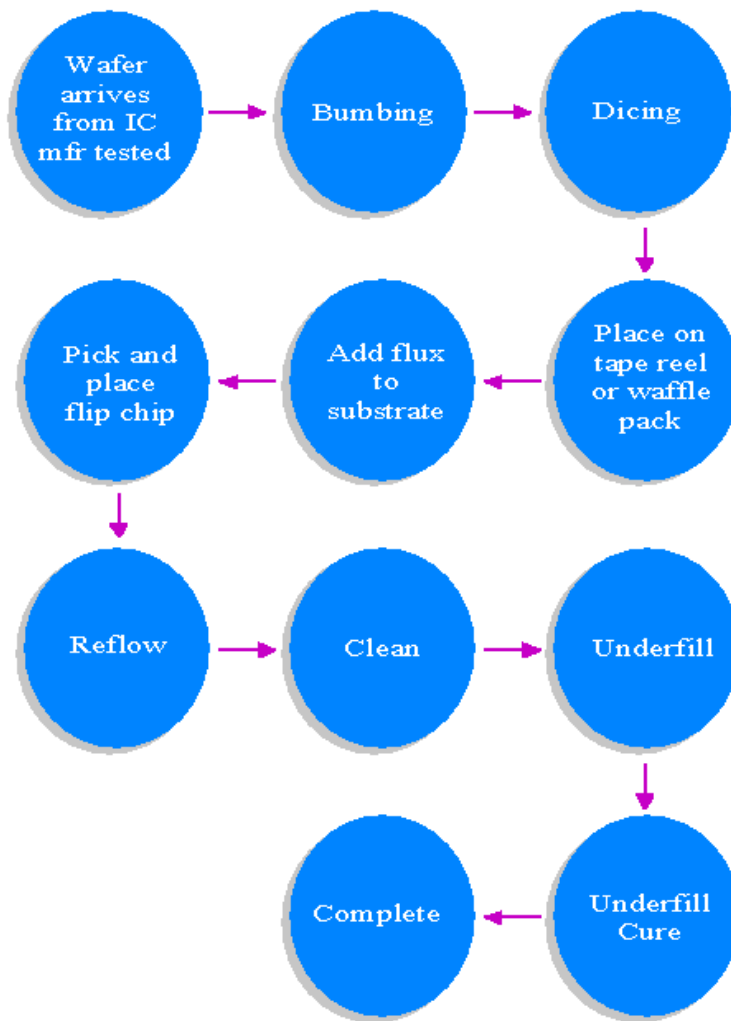 Wafer
arrives
from IC
mfr tested
Bumbing
Dicing
Place on
tape reel
or waffle
pack
Add flux
to
substrate
Pick and
place
flip chip
Reflow
Clean
Underfill
Underfill
Cure
Complete